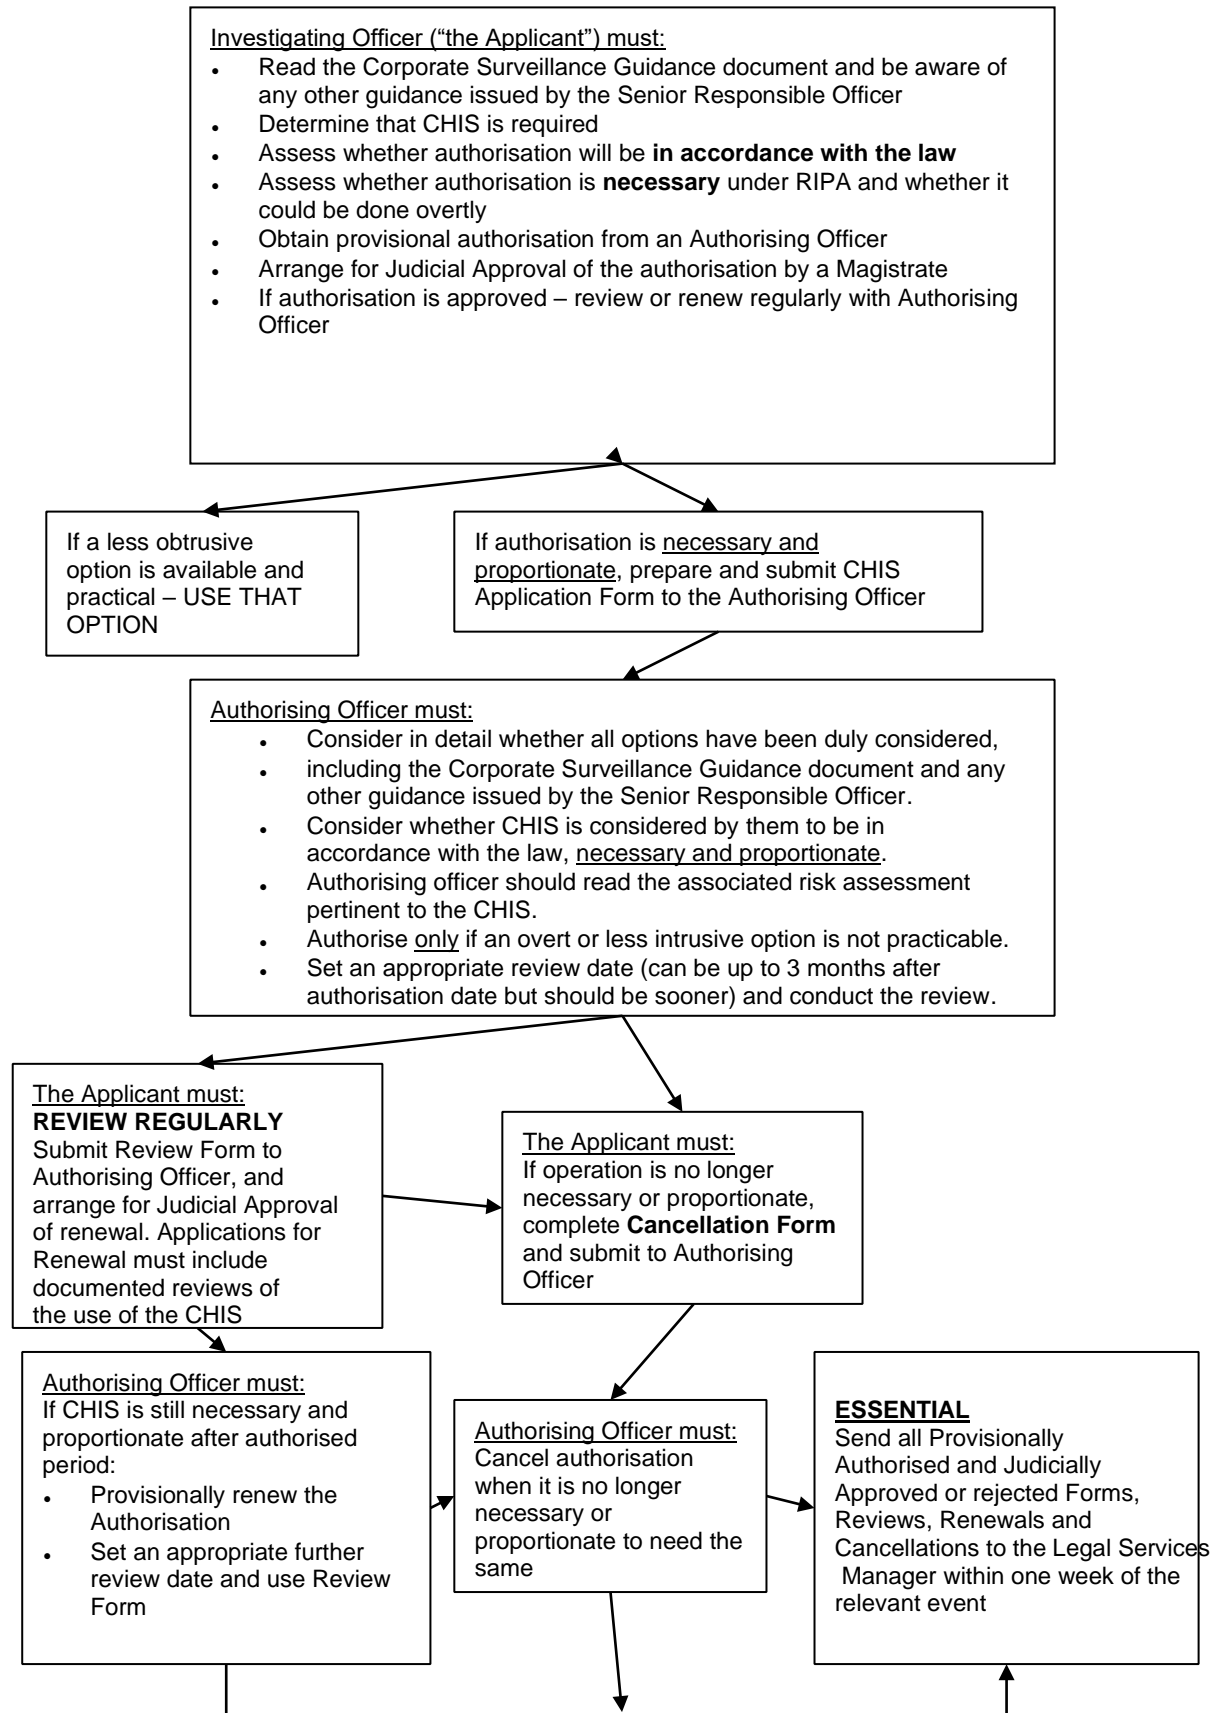 Investigating Officer (“the Applicant”) must:
• Read the Corporate Surveillance Guidance document and be aware of
any other guidance issued by the Senior Responsible Officer
• Determine that CHIS is required
• Assess whether authorisation will be in accordance with the law
• Assess whether authorisation is necessary under RIPA and whether it
could be done overtly
• Obtain provisional authorisation from an Authorising Officer
• Arrange for Judicial Approval of the authorisation by a Magistrate
• If authorisation is approved – review or renew regularly with Authorising
Officer
If a less obtrusive
option is available and
practical – USE THAT
OPTION
If authorisation is necessary and
proportionate, prepare and submit CHIS
Application Form to the Authorising Officer
Authorising Officer must:
• Consider in detail whether all options have been duly considered,
• including the Corporate Surveillance Guidance document and any
other guidance issued by the Senior Responsible Officer.
• Consider whether CHIS is considered by them to be in
accordance with the law, necessary and proportionate.
• Authorising officer should read the associated risk assessment
pertinent to the CHIS.
• Authorise only if an overt or less intrusive option is not practicable.
• Set an appropriate review date (can be up to 3 months after
authorisation date but should be sooner) and conduct the review.
The Applicant must:
REVIEW REGULARLY
Submit Review Form to
Authorising Officer, and
arrange for Judicial Approval
of renewal. Applications for
Renewal must include
documented reviews of
the use of the CHIS
The Applicant must:
If operation is no longer
necessary or proportionate,
complete Cancellation Form
and submit to Authorising
Officer
Authorising Officer must:
If CHIS is still necessary and
proportionate after authorised
period:
• Provisionally renew the
Authorisation
• Set an appropriate further
review date and use Review
Form
Authorising Officer must:
Cancel authorisation
when it is no longer
necessary or
proportionate to need the
same
ESSENTIAL
Send all Provisionally
Authorised and Judicially
Approved or rejected Forms,
Reviews, Renewals and
Cancellations to the Legal Services
Manager within one week of the
relevant event